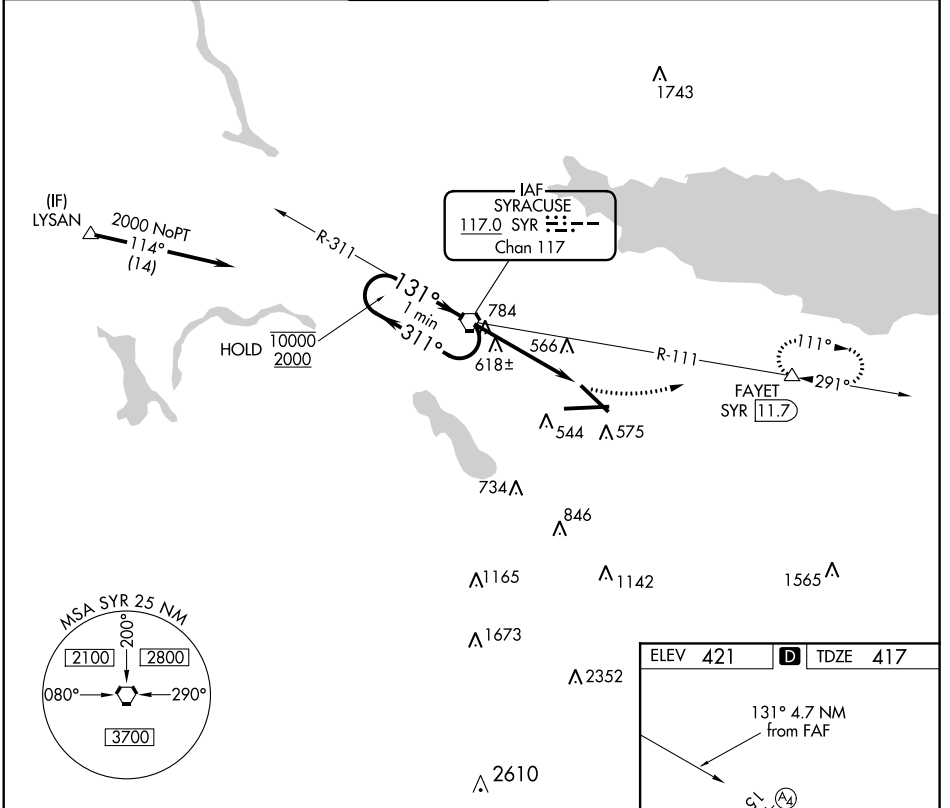 1743
(IF)
LYSAN
2000 NoPT
114°
(14)
IAF
SYRACUSE
117.0 SYR
Chan 117
R-311
131°
1 min
311°
HOLD 10000
2000
784
618±
566
R-111
111°
291°
FAYET
SYR 11.7
544
575
734
846
1165
1142
1565
1673
2352
2610
MSA SYR 25 NM
200°
2100
2800
080°
290°
3700
ELEV 421 D TDZE 417
131° 4.7 NM
from FAF
15
A4